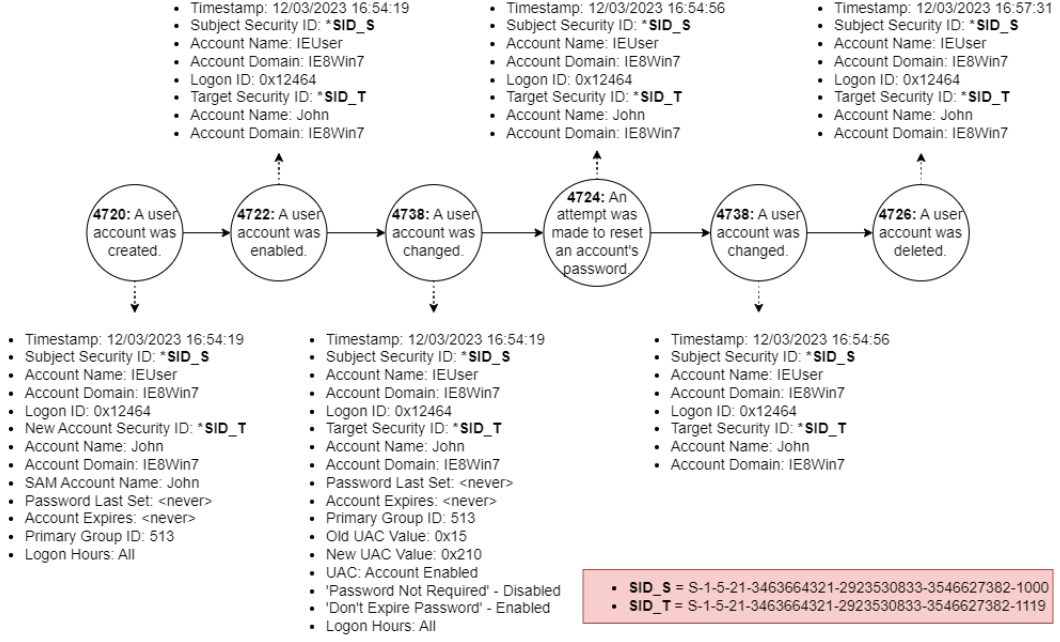 • Timestamp: 12/03/2023 16:54:19
• Subject Security ID: *SID_S
• Account Name: IEUser
• Account Domain: IE8Win7
• Logon ID: 0x12464
• Target Security ID: *SID_T
• Account Name: John
• Account Domain: IE8Win7
• Timestamp: 12/03/2023 16:54:56
• Subject Security ID: *SID_S
• Account Name: IEUser
• Account Domain: IE8Win7
• Logon ID: 0x12464
• Target Security ID: *SID_T
• Account Name: John
• Account Domain: IE8Win7
• Timestamp: 12/03/2023 16:57:31
• Subject Security ID: *SID_S
• Account Name: IEUser
• Account Domain: IE8Win7
• Logon ID: 0x12464
• Target Security ID: *SID_T
• Account Name: John
• Account Domain: IE8Win7
4720: A user
account was
created.
4722: A user
account was
enabled.
4738: A user
account was
changed.
4724: An
attempt was
made to reset
an account's
password.
4738: A user
account was
changed.
4726: A user
account was
deleted.
• Timestamp: 12/03/2023 16:54:19
• Subject Security ID: *SID_S
• Account Name: IEUser
• Account Domain: IE8Win7
• Logon ID: 0x12464
• New Account Security ID: *SID_T
• Account Name: John
• Account Domain: IE8Win7
• SAM Account Name: John
• Password Last Set: <never>
• Account Expires: <never>
• Primary Group ID: 513
• Logon Hours: All
• Timestamp: 12/03/2023 16:54:19
• Subject Security ID: *SID_S
• Account Name: IEUser
• Account Domain: IE8Win7
• Logon ID: 0x12464
• Target Security ID: *SID_T
• Account Name: John
• Account Domain: IE8Win7
• Password Last Set: <never>
• Account Expires: <never>
• Primary Group ID: 513
• Old UAC Value: 0x15
• New UAC Value: 0x210
• UAC: Account Enabled
• 'Password Not Required' - Disabled
• 'Don't Expire Password' - Enabled
• Logon Hours: All
• Timestamp: 12/03/2023 16:54:56
• Subject Security ID: *SID_S
• Account Name: IEUser
• Account Domain: IE8Win7
• Logon ID: 0x12464
• Target Security ID: *SID_T
• Account Name: John
• Account Domain: IE8Win7
• SID_S = S-1-5-21-3463664321-2923530833-3546627382-1000
• SID_T = S-1-5-21-3463664321-2923530833-3546627382-1119